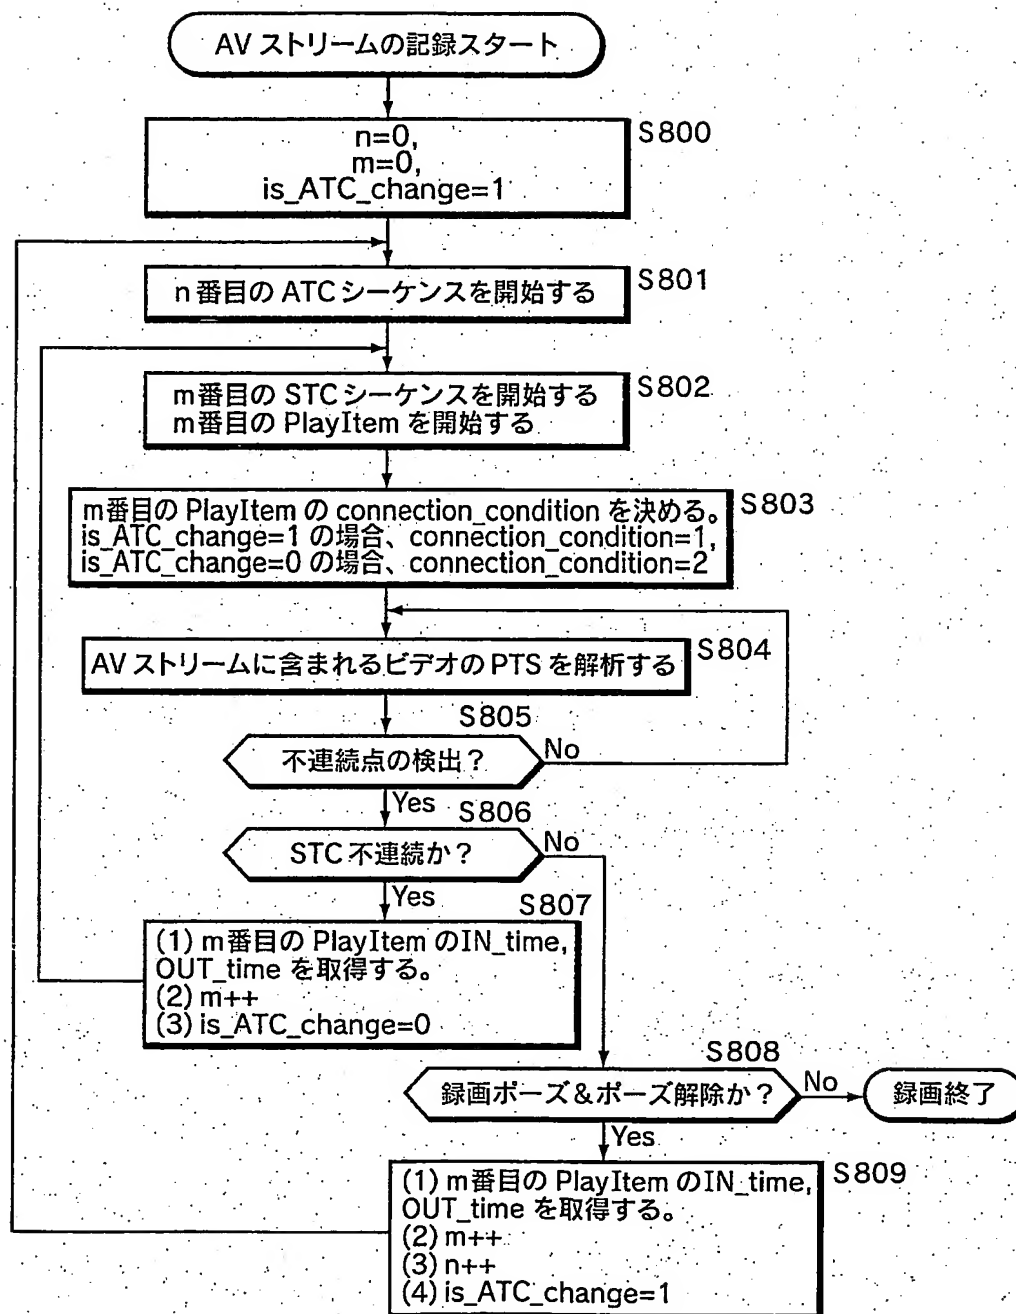 AV ストリームの記録スタート
S800
n=0,
m=0,
is_ATC_change=1
n番目の ATC シーケンスを開始する
S801
m番目の STC シーケンスを開始する
m番目の PlayItem を開始する
S802
m番目の PlayItem の connection_condition を決める。
is_ATC_change=1 の場合、connection_condition=1,
is_ATC_change=0 の場合、connection_condition=2
S803
AV ストリームに含まれるビデオの PTS を解析する
S804
S805
不連続点の検出？
No
Yes
S806
STC 不連続か？
No
Yes
S807
(1) m番目の PlayItem のIN_time,
OUT_time を取得する。
(2) m++
(3) is_ATC_change=0
S808
録画ポーズ＆ポーズ解除か？
No
録画終了
Yes
S809
(1) m番目の PlayItem のIN_time,
OUT_time を取得する。
(2) m++
(3) n++
(4) is_ATC_change=1